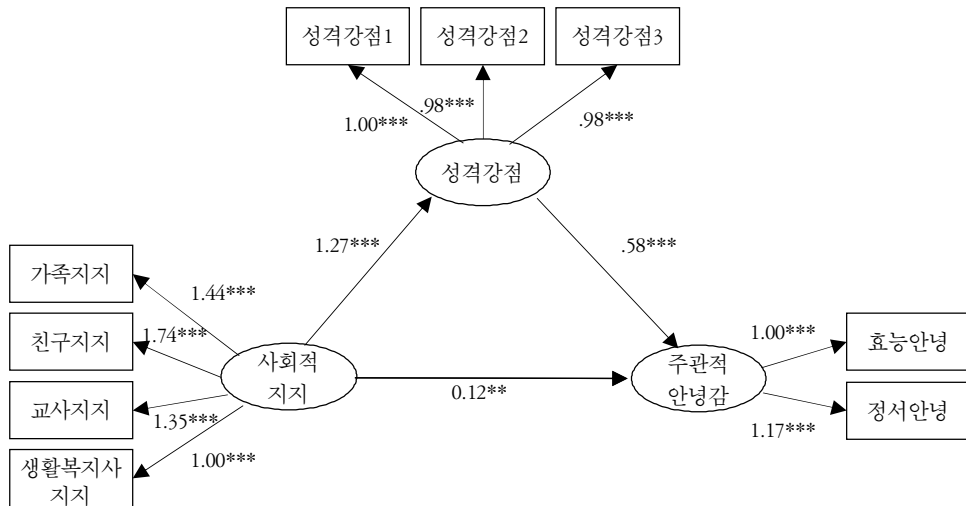 성격강점1
성격강점2
성격강점3
.98***
1.00***
.98***
성격강점
1.27***
.58***
가족지지
1.44***
친구지지
1.74***
사회적
지지
교사지지
1.35***
생활복지사
지지
1.00***
0.12**
주관적
안녕감
1.00***
효능안녕
정서안녕
1.17***